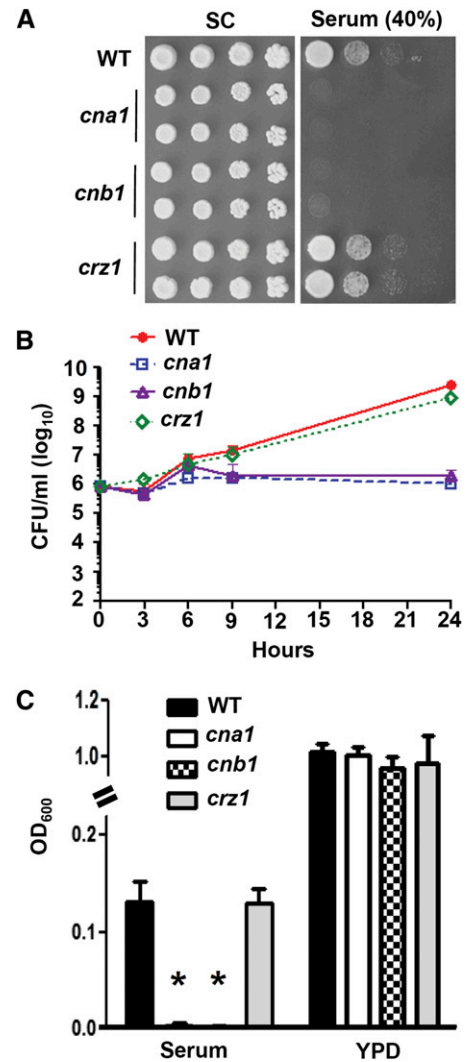 A
SC
Serum (40%)
WT
cna1
cnb1
crz1
B
WT
cna1
cnb1
crz1
CFU/ml (log10)
10
9
8
7
6
5
4
3
2
0 3 6 9 12 15 18 21 24
Hours
C
WT
cna1
cnb1
crz1
OD600
1.2
1.0
0.2
0.1
0.0
* *
Serum YPD